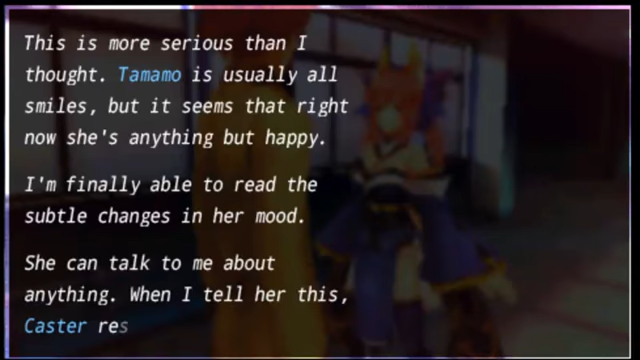 This is more serious than I
thought. Tamamo is usually all
smiles, but it seems that right
now she's anything but happy.
I'm finally able to read the
subtle changes in her mood.
She can talk to me about
anything. When I tell her this,
Caster res